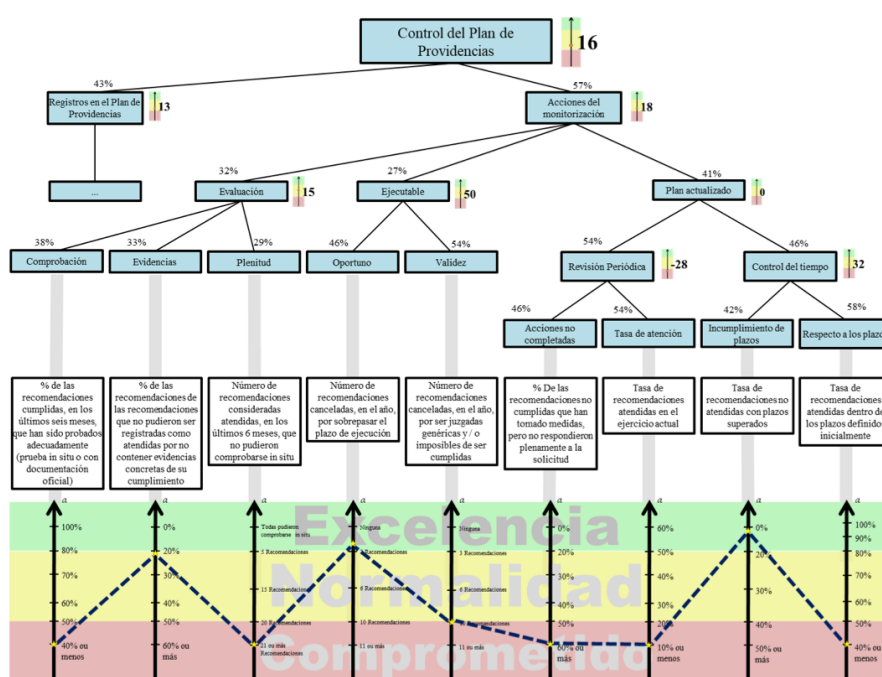 Control del Plan de
Providencias
16
43%
57%
Registros en el Plan de
Providencias
13
Acciones del
monitorización
18
32%
27%
41%
...
Evaluación
15
Ejecutable
50
Plan actualizado
0
38%
33%
29%
46%
54%
54%
46%
Comprobación
Evidencias
Plenitud
Oportuno
Validez
Revisión Periódica
-28
Control del tiempo
32
46%
54%
42%
58%
Acciones no
completadas
Tasa de atención
Incumplimiento de
plazos
Respecto a los plazo
% de las
recomendaciones
cumplidas, en los
últimos seis meses,
que han sido probados
adecuadamente
(prueba in situ o con
documentación
oficial)
% de las
recomendaciones de
las recomendaciones
que no pudieron ser
registradas como
atendidas por no
contener evidencias
concretas de su
cumplimiento
Número de
recomendaciones
consideradas
atendidas, en los
últimos 6 meses, que
no pudieron
comprobarse in situ
Número de
recomendaciones
canceladas, en el año,
por sobrepasar el
plazo de ejecución
Número de
recomendaciones
canceladas, en el año,
por ser juzgadas
genéricas y / o
imposibles de ser
cumplidas
% De las
recomendaciones no
cumplidas que han
tomado medidas,
pero no respondieron
plenamente a la
solicitud
Tasa de
recomendaciones
atendidas en el
ejercicio actual
Tasa de
recomendaciones no
atendidas con plazos
superados
Tasa de
recomendaciones
atendidas dentro de
los plazos definidos
inicialmente
Excelencia
Normalidad
Comprometido
a
100%
80%
70%
60%
50%
40% ou
menos
a
0%
20%
30%
40%
50%
60% ou
más
a
Todas pudieron
comprobarse in situ
5 Recomendaciones
15 Recomendaciones
20 Recomendaciones
21 ou más
Recomendaciones
a
Ninguna
Recomendaciones
6 Recomendaciones
10 Recomendaciones
11 ou más
a
Ninguna
3 Recomendaciones
6 Recomendaciones
Recomendaciones
11 ou más
a
0%
20%
30%
40%
50%
60% ou
más
a
60%
50%
40%
30%
20%
10% ou
menos
a
0%
20%
30%
40%
50% ou
más
a
100%
90%
80%
70%
60%
50%
40% ou
menos